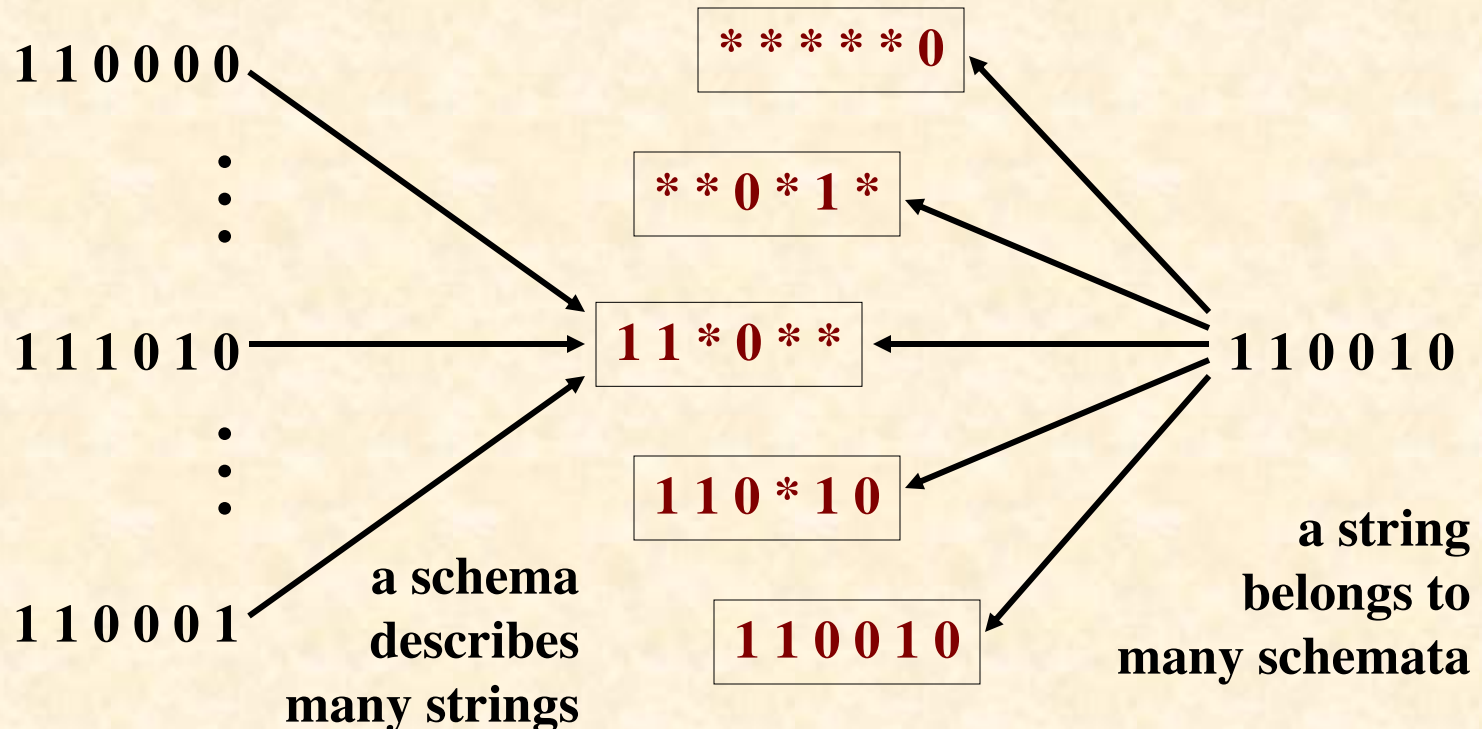 1 1 0 0 0 0
1 1 1 0 1 0
1 1 0 0 0 1
a schema
describes
many strings
* * * * * 0
* * 0 * 1 *
1 1 * 0 * *
1 1 0 * 1 0
1 1 0 0 1 0
1 1 0 0 1 0
a string
belongs to
many schemata